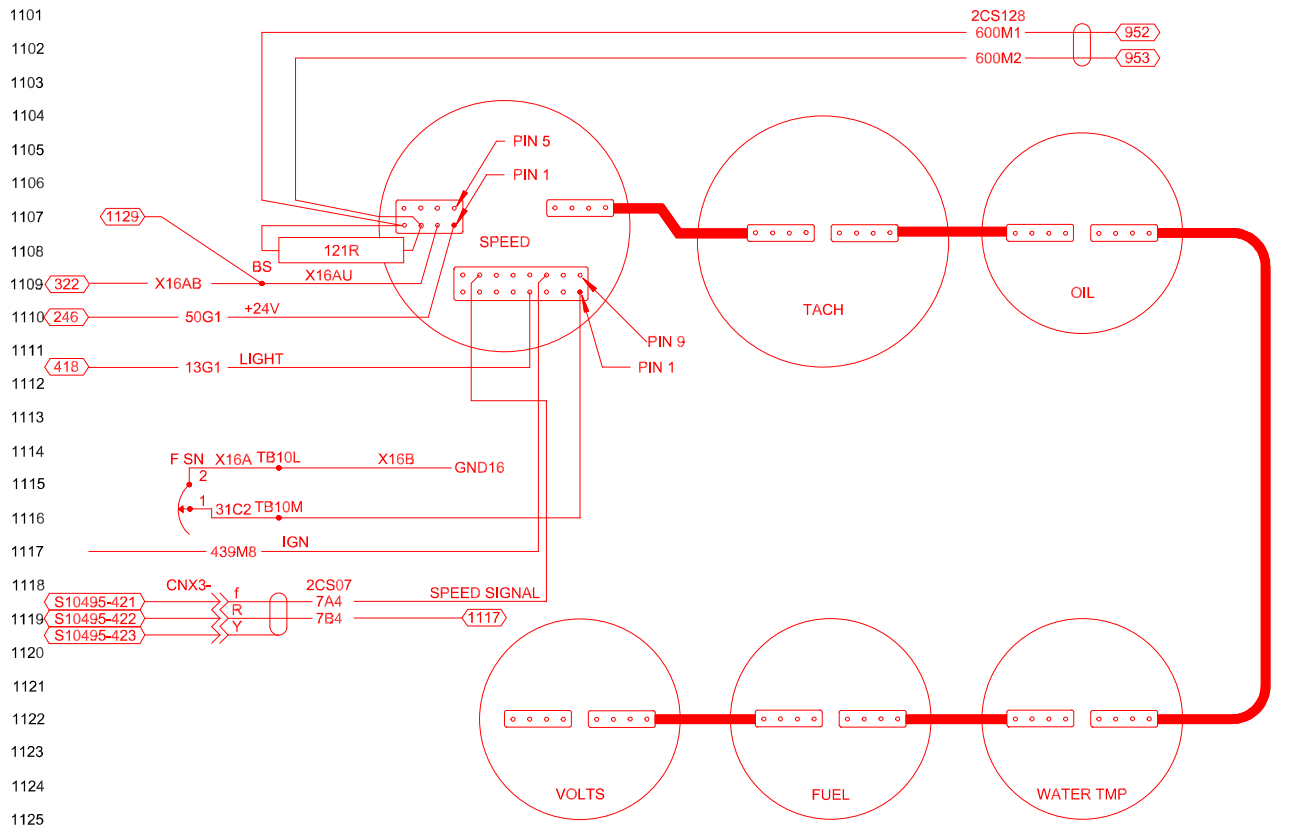 1101
2CS128
600M1
952
1102
600M2
953
1103
1104
PIN 5
1105
PIN 1
1106
1107
1129
SPEED
1108
121R
BS
X16AU
1109
322
X16AB
OIL
1110
246
50G1
+24V
TACH
1111
PIN 9
418
13G1
LIGHT
PIN 1
1112
1113
1114
F SN
X16A
TB10L
X16B
GND16
2
1115
1
31C2
TB10M
1116
1117
439M8
IGN
1118
CNX3-
f
2CS07
S10495-421
7A4
SPEED SIGNAL
R
1119
S10495-422
7B4
1117
Y
S10495-423
1120
1121
1122
1123
1124
VOLTS
FUEL
WATER TMP
1125